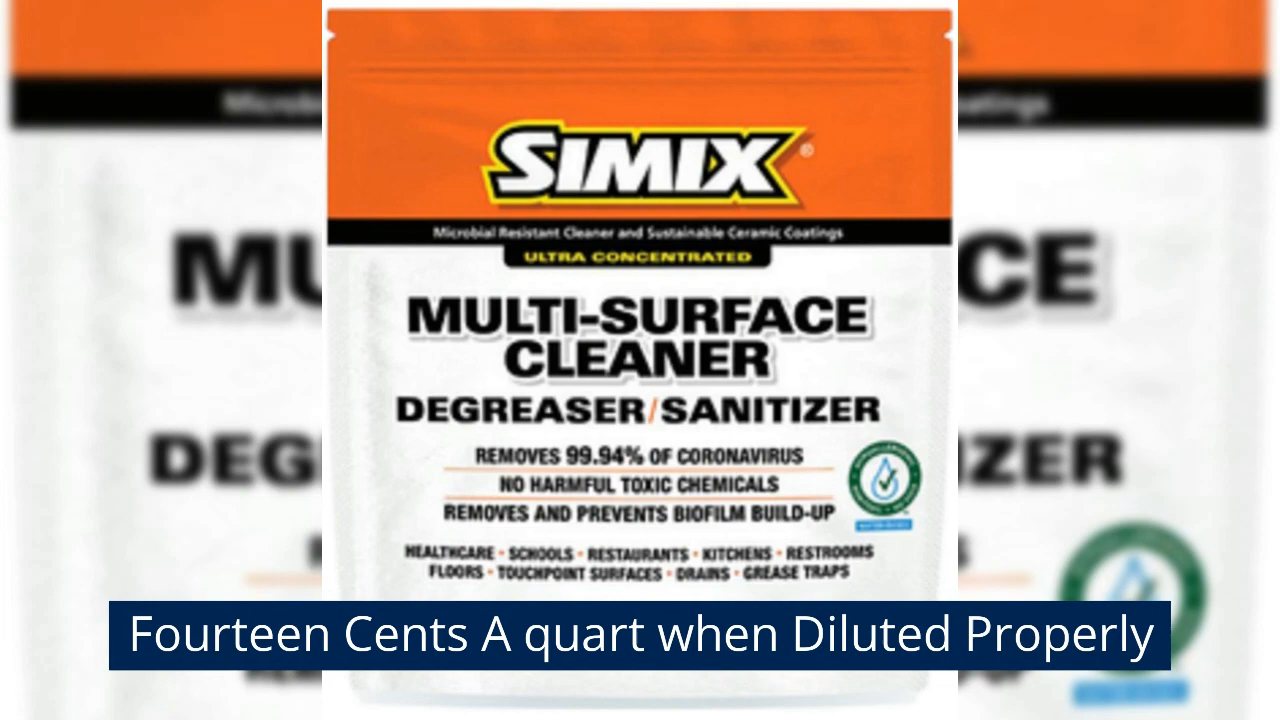 SIMIX®
Microbial Resistant Cleaner and Sustainable Ceramic Coatings
ULTRA CONCENTRATED
MULTI-SURFACE
CLEANER
DEGREASER/SANITIZER
REMOVES 99.94% OF CORONAVIRUS
NO HARMFUL TOXIC CHEMICALS
REMOVES AND PREVENTS BIOFILM BUILD-UP
HEALTHCARE • SCHOOLS • RESTAURANTS • KITCHENS • RESTROOMS
FLOORS • TOUCHPOINT SURFACES • DRAINS • GREASE TRAPS
Fourteen Cents A quart when Diluted Properly